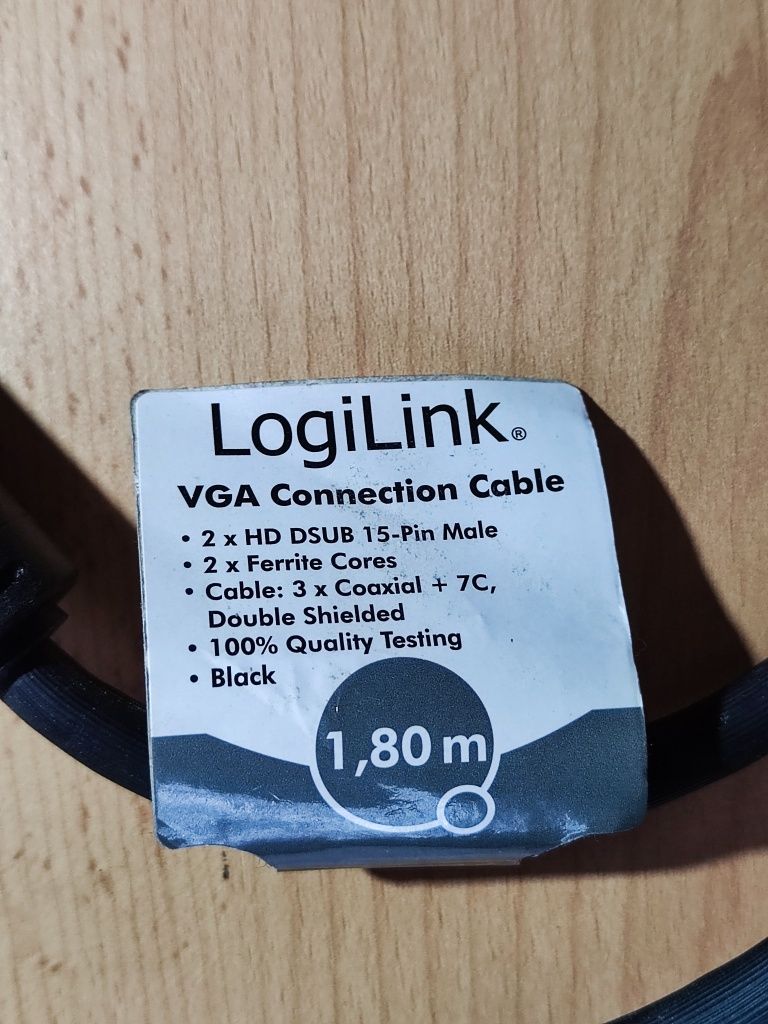 LogiLink®
VGA Connection Cable
• 2 x HD DSUB 15-Pin Male
• 2 x Ferrite Cores
• Cable: 3 x Coaxial + 7C,
Double Shielded
• 100% Quality Testing
• Black
1,80 m